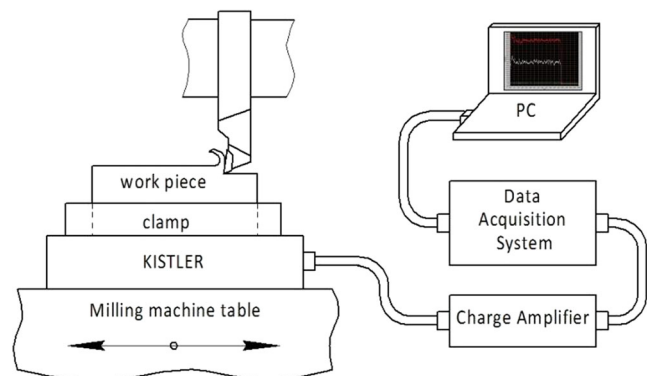 PC
work piece
Data
Acquisition
System
clamp
KISTLER
Milling machine table
Charge Amplifier